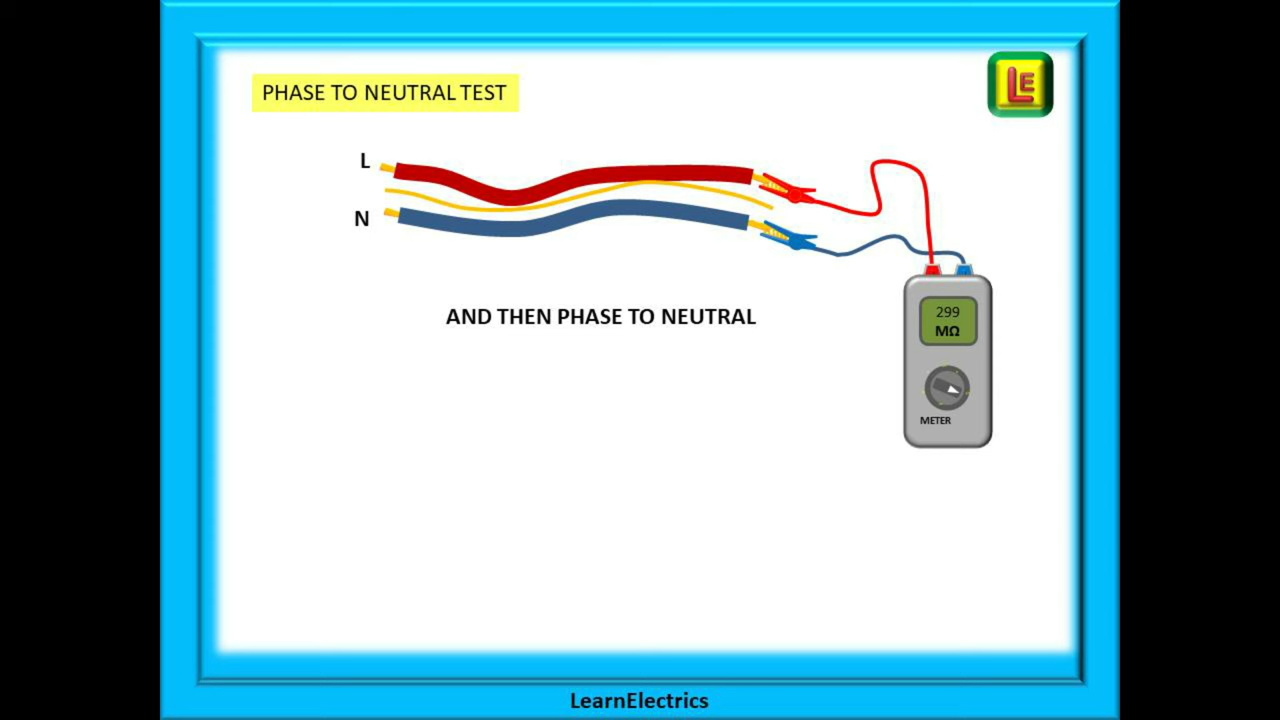 PHASE TO NEUTRAL TEST
LE
L
N
AND THEN PHASE TO NEUTRAL
299
MΩ
METER
LearnElectrics